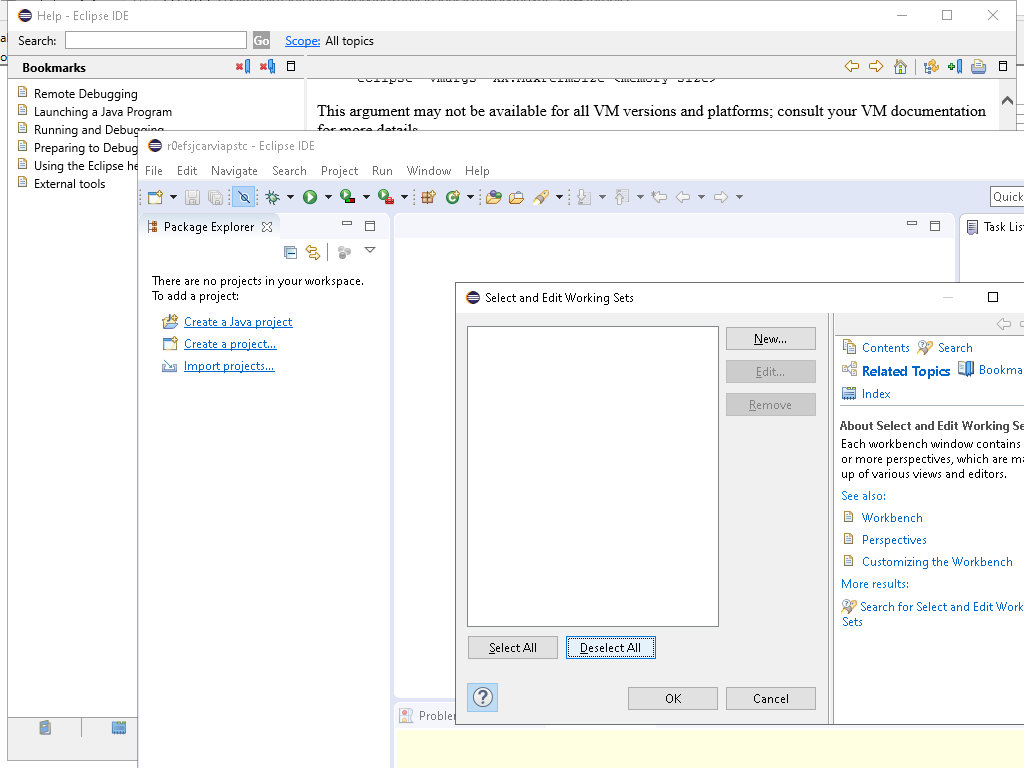 Help - Eclipse IDE
Search:
Go
Scope: All topics
Bookmarks
This argument may not be available for all VM versions and platforms; consult your VM documentation
for more details
Remote Debugging
Launching a Java Program
Running and Debugging
Preparing to Debug
Using the Eclipse he
External tools
r0efsjcarviapstc - Eclipse IDE
File Edit Navigate Search Project Run Window Help
Quick
Package Explorer
Task List
There are no projects in your workspace.
To add a project:
Create a Java project
Create a project...
Import projects...
Select and Edit Working Sets
New...
Edit...
Remove
Select All
Deselect All
OK
Cancel
Contents Search
Related Topics Bookma
Index
About Select and Edit Working Se
Each workbench window contains
or more perspectives, which are ma
up of various views and editors.
See also:
Workbench
Perspectives
Customizing the Workbench
More results:
Search for Select and Edit Work
Sets
Probler